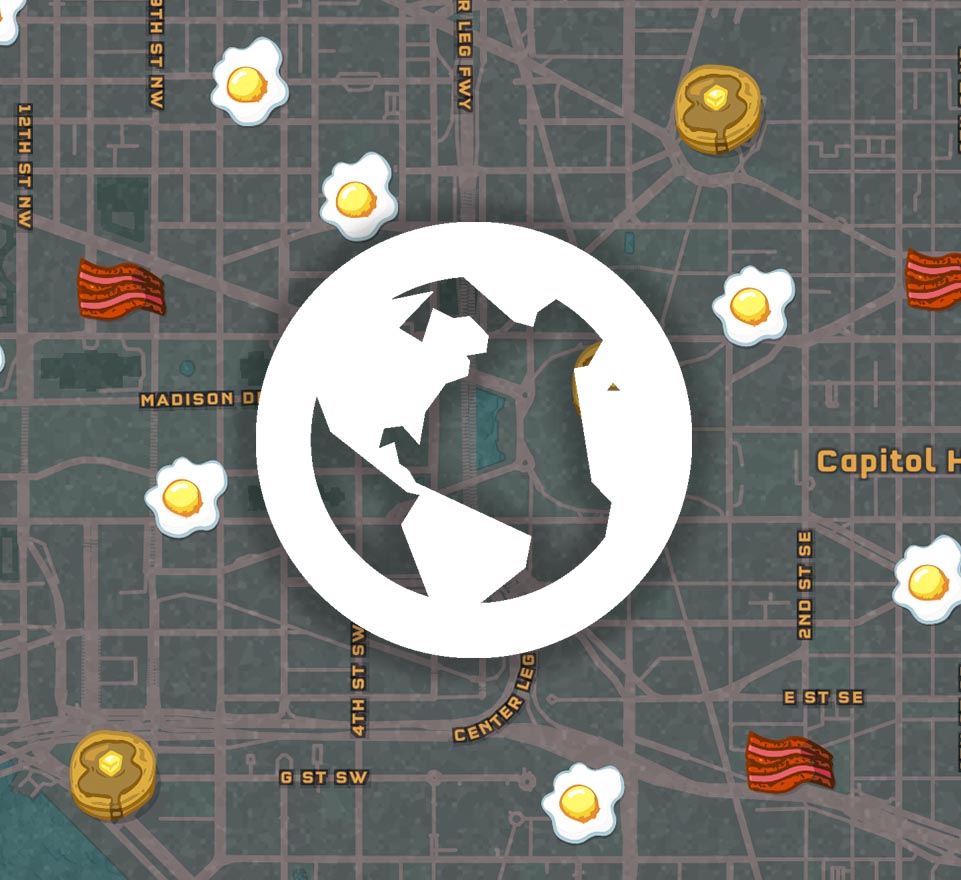 TH ST NW
R LEG FWY
12TH ST NW
MADISON D
Capitol H
2ND ST SE
4TH ST SW
CENTER LEG
E ST SE
G ST SW